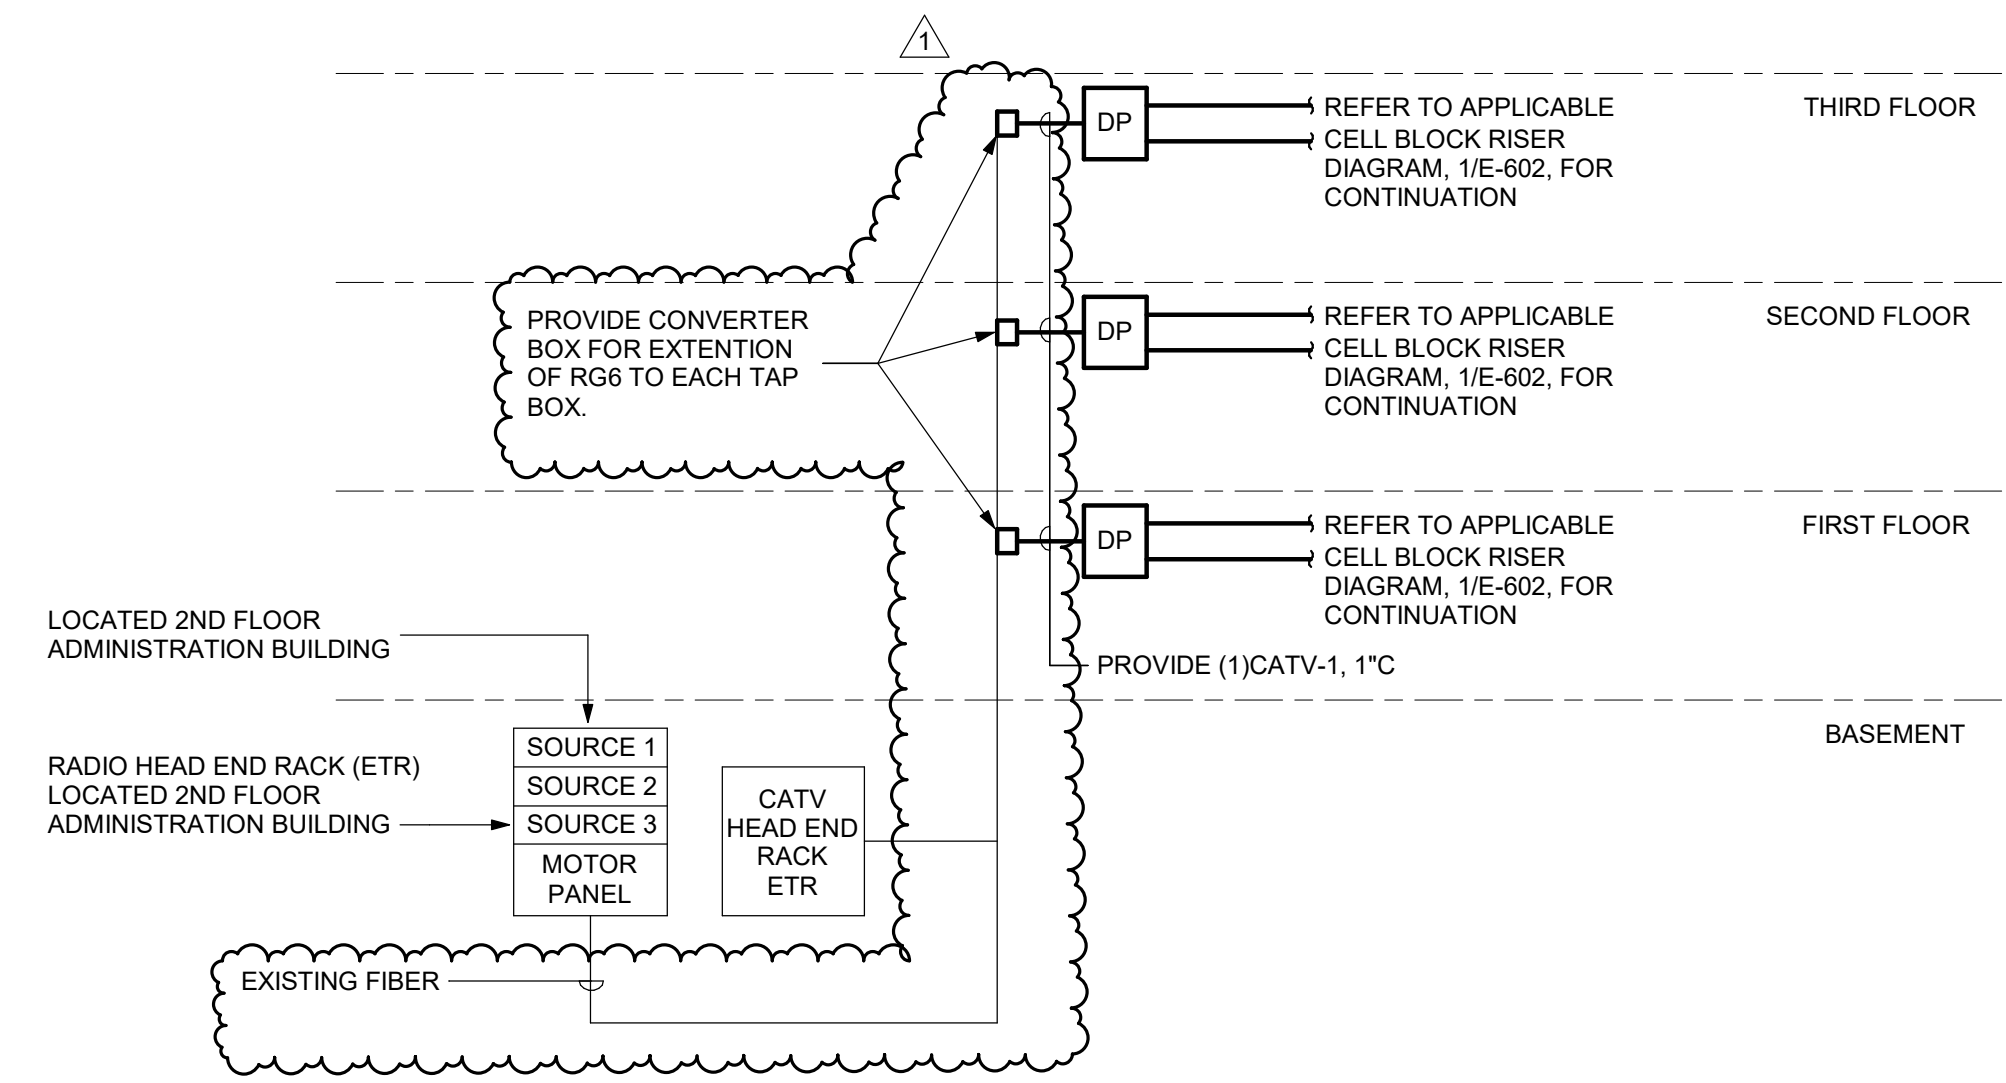 1
REFER TO APPLICABLE
CELL BLOCK RISER
DIAGRAM, 1/E-602, FOR
CONTINUATION
DP
THIRD FLOOR
PROVIDE CONVERTER
BOX FOR EXTENTION
OF RG6 TO EACH TAP
BOX.
DP
REFER TO APPLICABLE
CELL BLOCK RISER
DIAGRAM, 1/E-602, FOR
CONTINUATION
SECOND FLOOR
DP
REFER TO APPLICABLE
CELL BLOCK RISER
DIAGRAM, 1/E-602, FOR
CONTINUATION
FIRST FLOOR
LOCATED 2ND FLOOR
ADMINISTRATION BUILDING
PROVIDE (1)CATV-1, 1"C
BASEMENT
RADIO HEAD END RACK (ETR)
LOCATED 2ND FLOOR
ADMINISTRATION BUILDING
SOURCE 1
SOURCE 2
SOURCE 3
MOTOR
PANEL
CATV
HEAD END
RACK
ETR
EXISTING FIBER